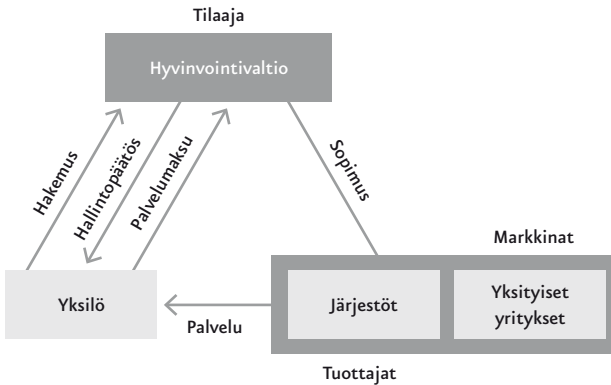 Tilaaja
Hyvinvointivaltio
Hakemus
Hallintopäätös
Palvelumaksu
Sopimus
Markkinat
Yksilö
Palvelu
Järjestöt
Yksityiset
yritykset
Tuottajat